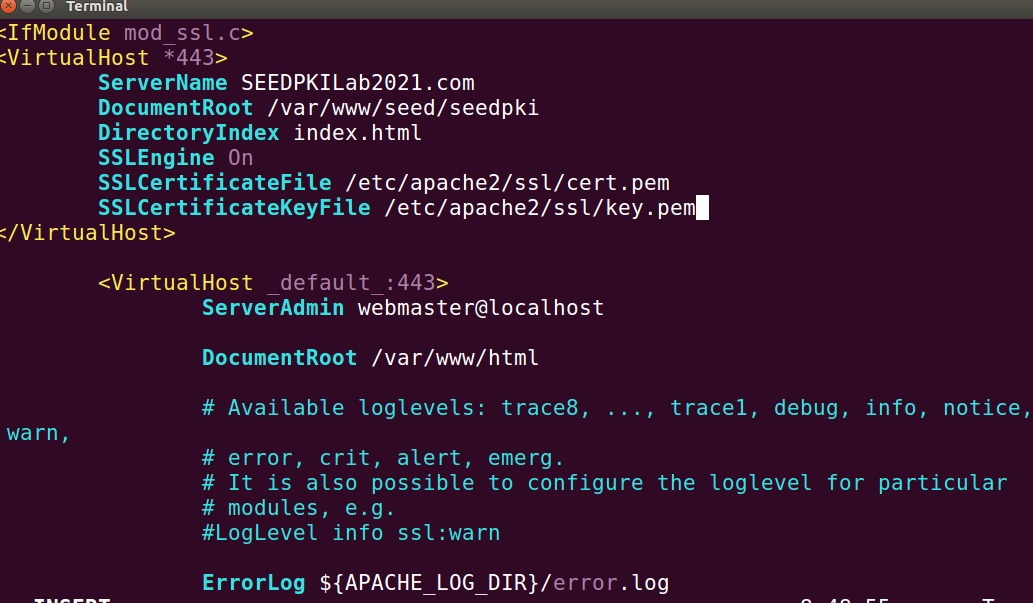 Terminal
<IfModule mod_ssl.c>
<VirtualHost *443>
ServerName SEEDPKILab2021.com
DocumentRoot /var/www/seed/seedpki
DirectoryIndex index.html
SSLEngine On
SSLCertificateFile /etc/apache2/ssl/cert.pem
SSLCertificateKeyFile /etc/apache2/ssl/key.pem
</VirtualHost>
<VirtualHost _default_:443>
ServerAdmin webmaster@localhost
DocumentRoot /var/www/html
# Available loglevels: trace8, ..., trace1, debug, info, notice,
warn,
# error, crit, alert, emerg.
# It is also possible to configure the loglevel for particular
# modules, e.g.
#LogLevel info ssl:warn
ErrorLog ${APACHE_LOG_DIR}/error.log
INSERT